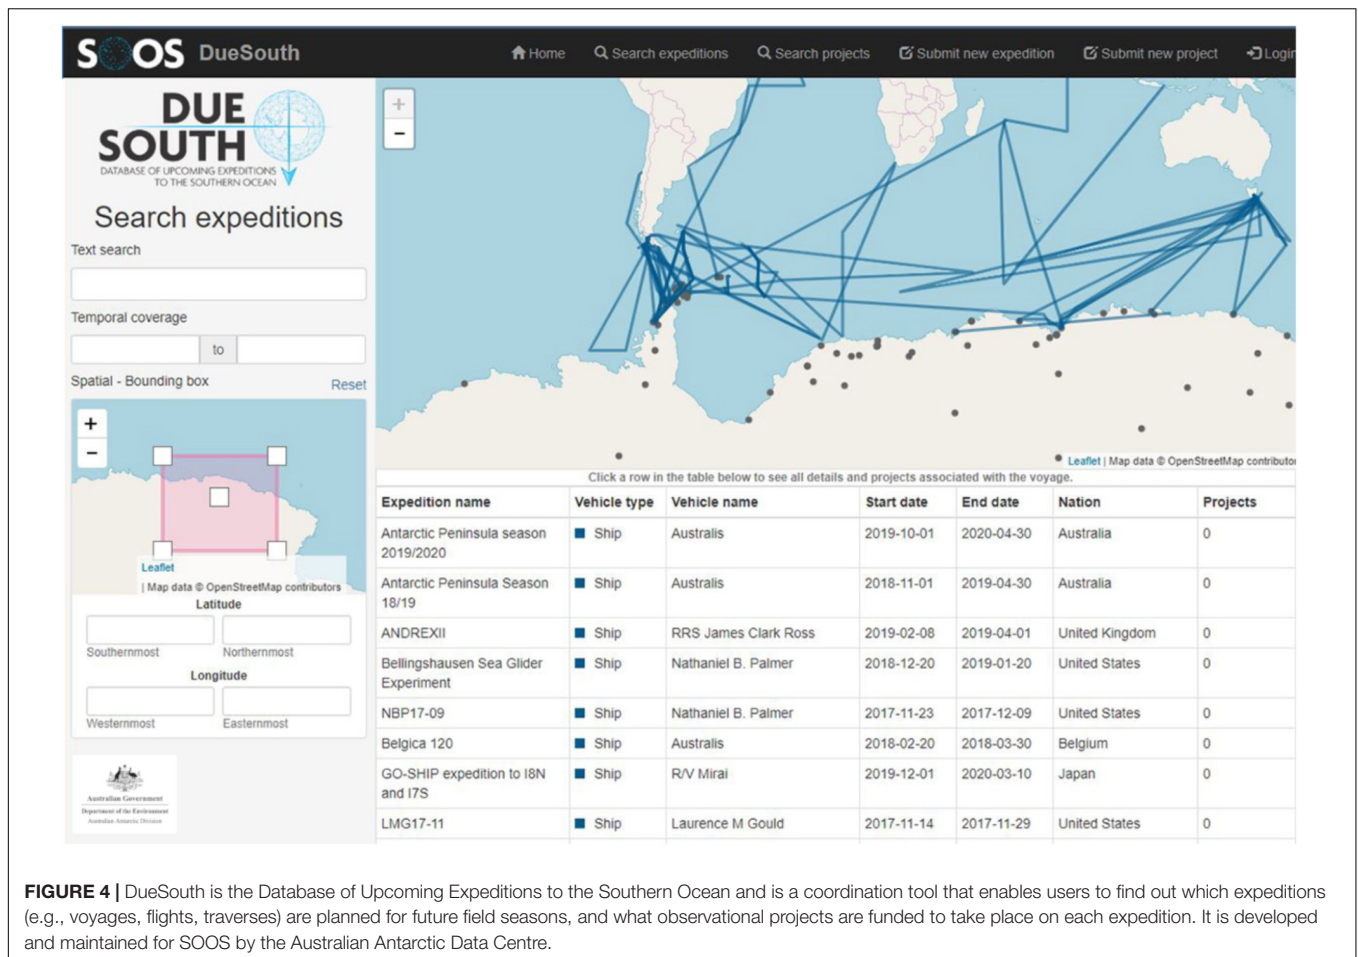 SOOS DueSouth Home Search expeditions Search projects Submit new expedition Submit new project Login
DUE
SOUTH
DATABASE OF UPCOMING EXPEDITIONS
TO THE SOUTHERN OCEAN
Search expeditions
Text search
Temporal coverage
to
Spatial - Bounding box Reset
+
−
Leaflet
| Map data © OpenStreetMap contributors
Latitude
Southernmost Northernmost
Longitude
Westernmost Easternmost
Australian Government
Department of the Environment
Australian Antarctic Division
+
−
Leaflet | Map data © OpenStreetMap contributor
Click a row in the table below to see all details and projects associated with the voyage.
Expedition name Vehicle type Vehicle name Start date End date Nation Projects
Antarctic Peninsula season Ship Australis 2019-10-01 2020-04-30 Australia 0
2019/2020
Antarctic Peninsula Season Ship Australis 2018-11-01 2019-04-30 Australia 0
18/19
ANDREXII Ship RRS James Clark Ross 2019-02-08 2019-04-01 United Kingdom 0
Bellingshausen Sea Glider Ship Nathaniel B. Palmer 2018-12-20 2019-01-20 United States 0
Experiment
NBP17-09 Ship Nathaniel B. Palmer 2017-11-23 2017-12-09 United States 0
Belgica 120 Ship Australis 2018-02-20 2018-03-30 Belgium 0
GO-SHIP expedition to I8N Ship R/V Mirai 2019-12-01 2020-03-10 Japan 0
and I7S
LMG17-11 Ship Laurence M Gould 2017-11-14 2017-11-29 United States 0
FIGURE 4 | DueSouth is the Database of Upcoming Expeditions to the Southern Ocean and is a coordination tool that enables users to find out which expeditions
(e.g., voyages, flights, traverses) are planned for future field seasons, and what observational projects are funded to take place on each expedition. It is developed
and maintained for SOOS by the Australian Antarctic Data Centre.